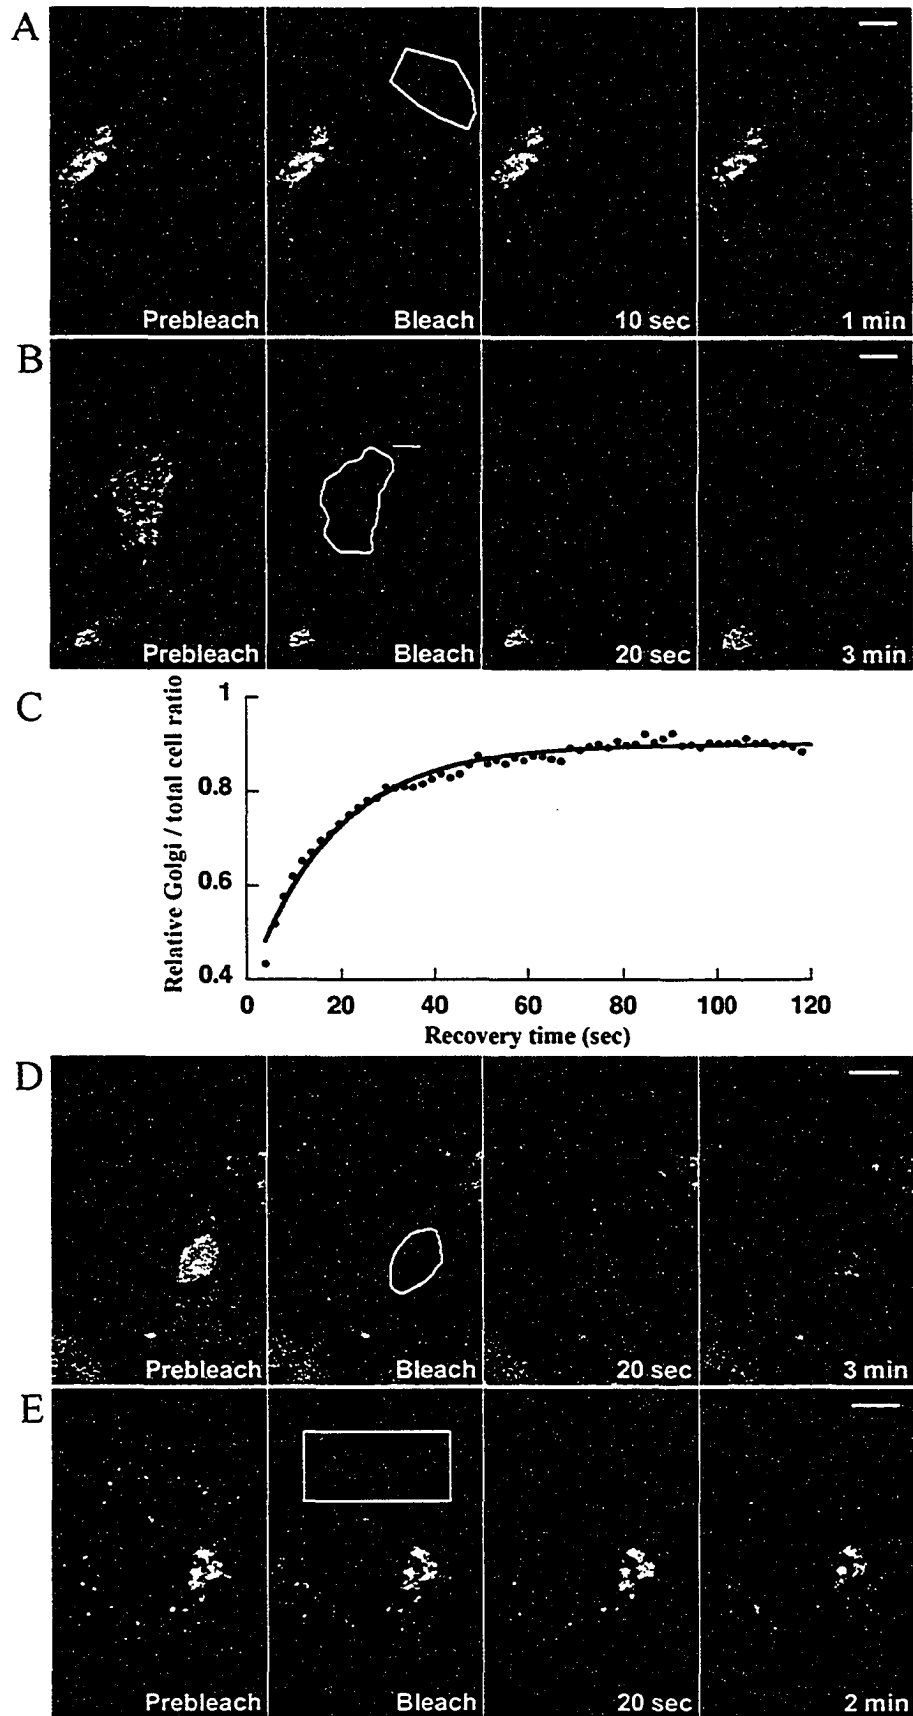 A
Prebleach
Bleach
10 sec
1 min
B
Prebleach
Bleach
20 sec
3 min
C
Relative Golgi / total cell ratio
1
0.8
0.6
0.4
0 20 40 60 80 100 120
Recovery time (sec)
D
Prebleach
Bleach
20 sec
3 min
E
Prebleach
Bleach
20 sec
2 min